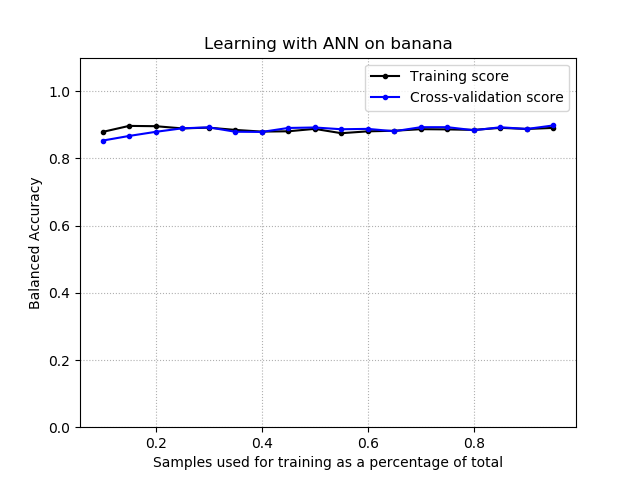 Learning with ANN on banana
Training score
Cross-validation score
1.0
0.8
0.6
0.4
0.2
0.0
Balanced Accuracy
0.2 0.4 0.6 0.8
Samples used for training as a percentage of total